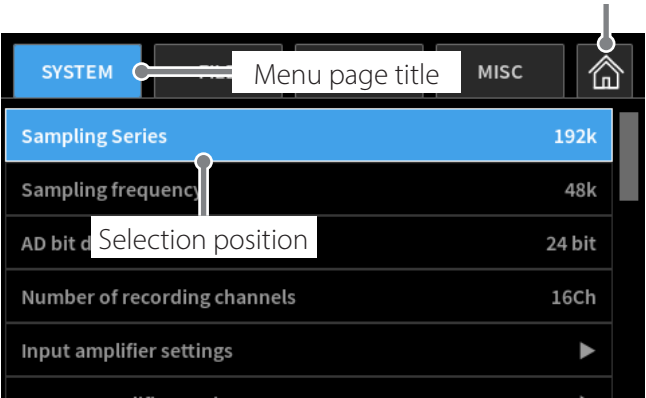 SYSTEM
Menu page title
MISC
Sampling Series 192k
Sampling frequency 48k
Selection position
AD bit 24 bit
Number of recording channels 16Ch
Input amplifier settings